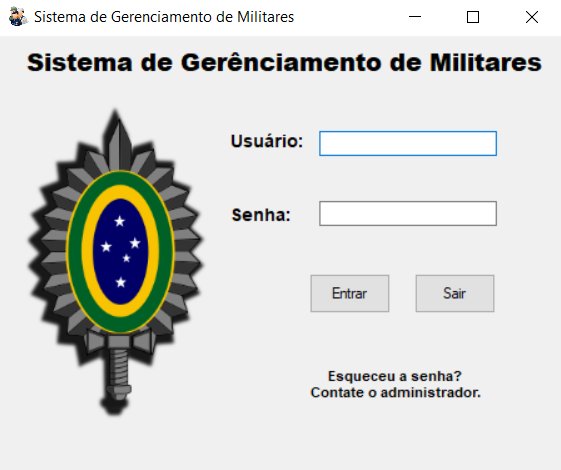 Sistema de Gerenciamento de Militares
Sistema de Gerênciamento de Militares
Usuário:
Senha:
Entrar
Sair
Esqueceu a senha?
Contate o administrador.